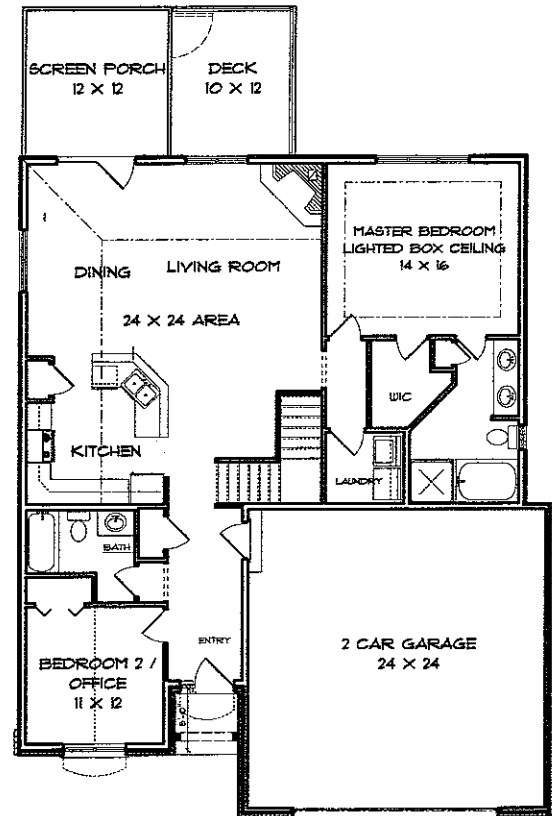 SCREEN PORCH
12 X 12
DECK
10 X 12
MASTER BEDROOM
LIGHTED BOX CEILING
14 X 16
DINING
LIVING ROOM
24 X 24 AREA
WIC
KITCHEN
LAUNDRY
BATH
ENTRY
2 CAR GARAGE
24 X 24
BEDROOM 2 /
OFFICE
11 X 12